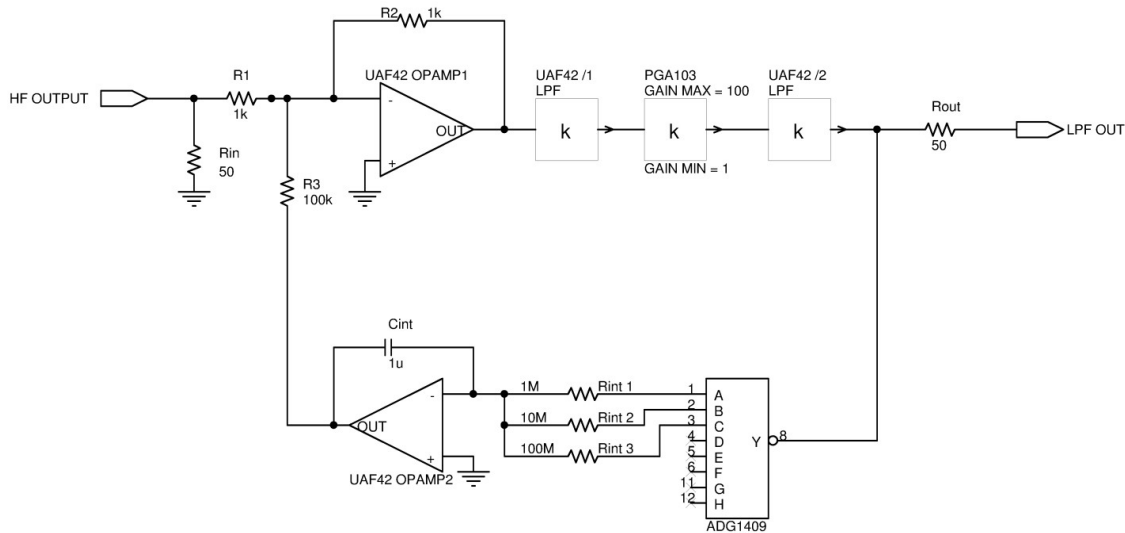 R2 1k
UAF42 OPAMP1
UAF42 /1
LPF
PGA103
GAIN MAX = 100
UAF42 /2
LPF
HF OUTPUT
R1
1k
-
+
OUT
k
k
k
GAIN MIN = 1
Rout
50
LPF OUT
Rin
50
R3
100k
Cint
1u
-
+
OUT
UAF42 OPAMP2
1M Rint 1
10M Rint 2
100M Rint 3
1 A
2 B
3 C
4 D
5 E
6 F
11 G
12 H
Y 8
ADG1409